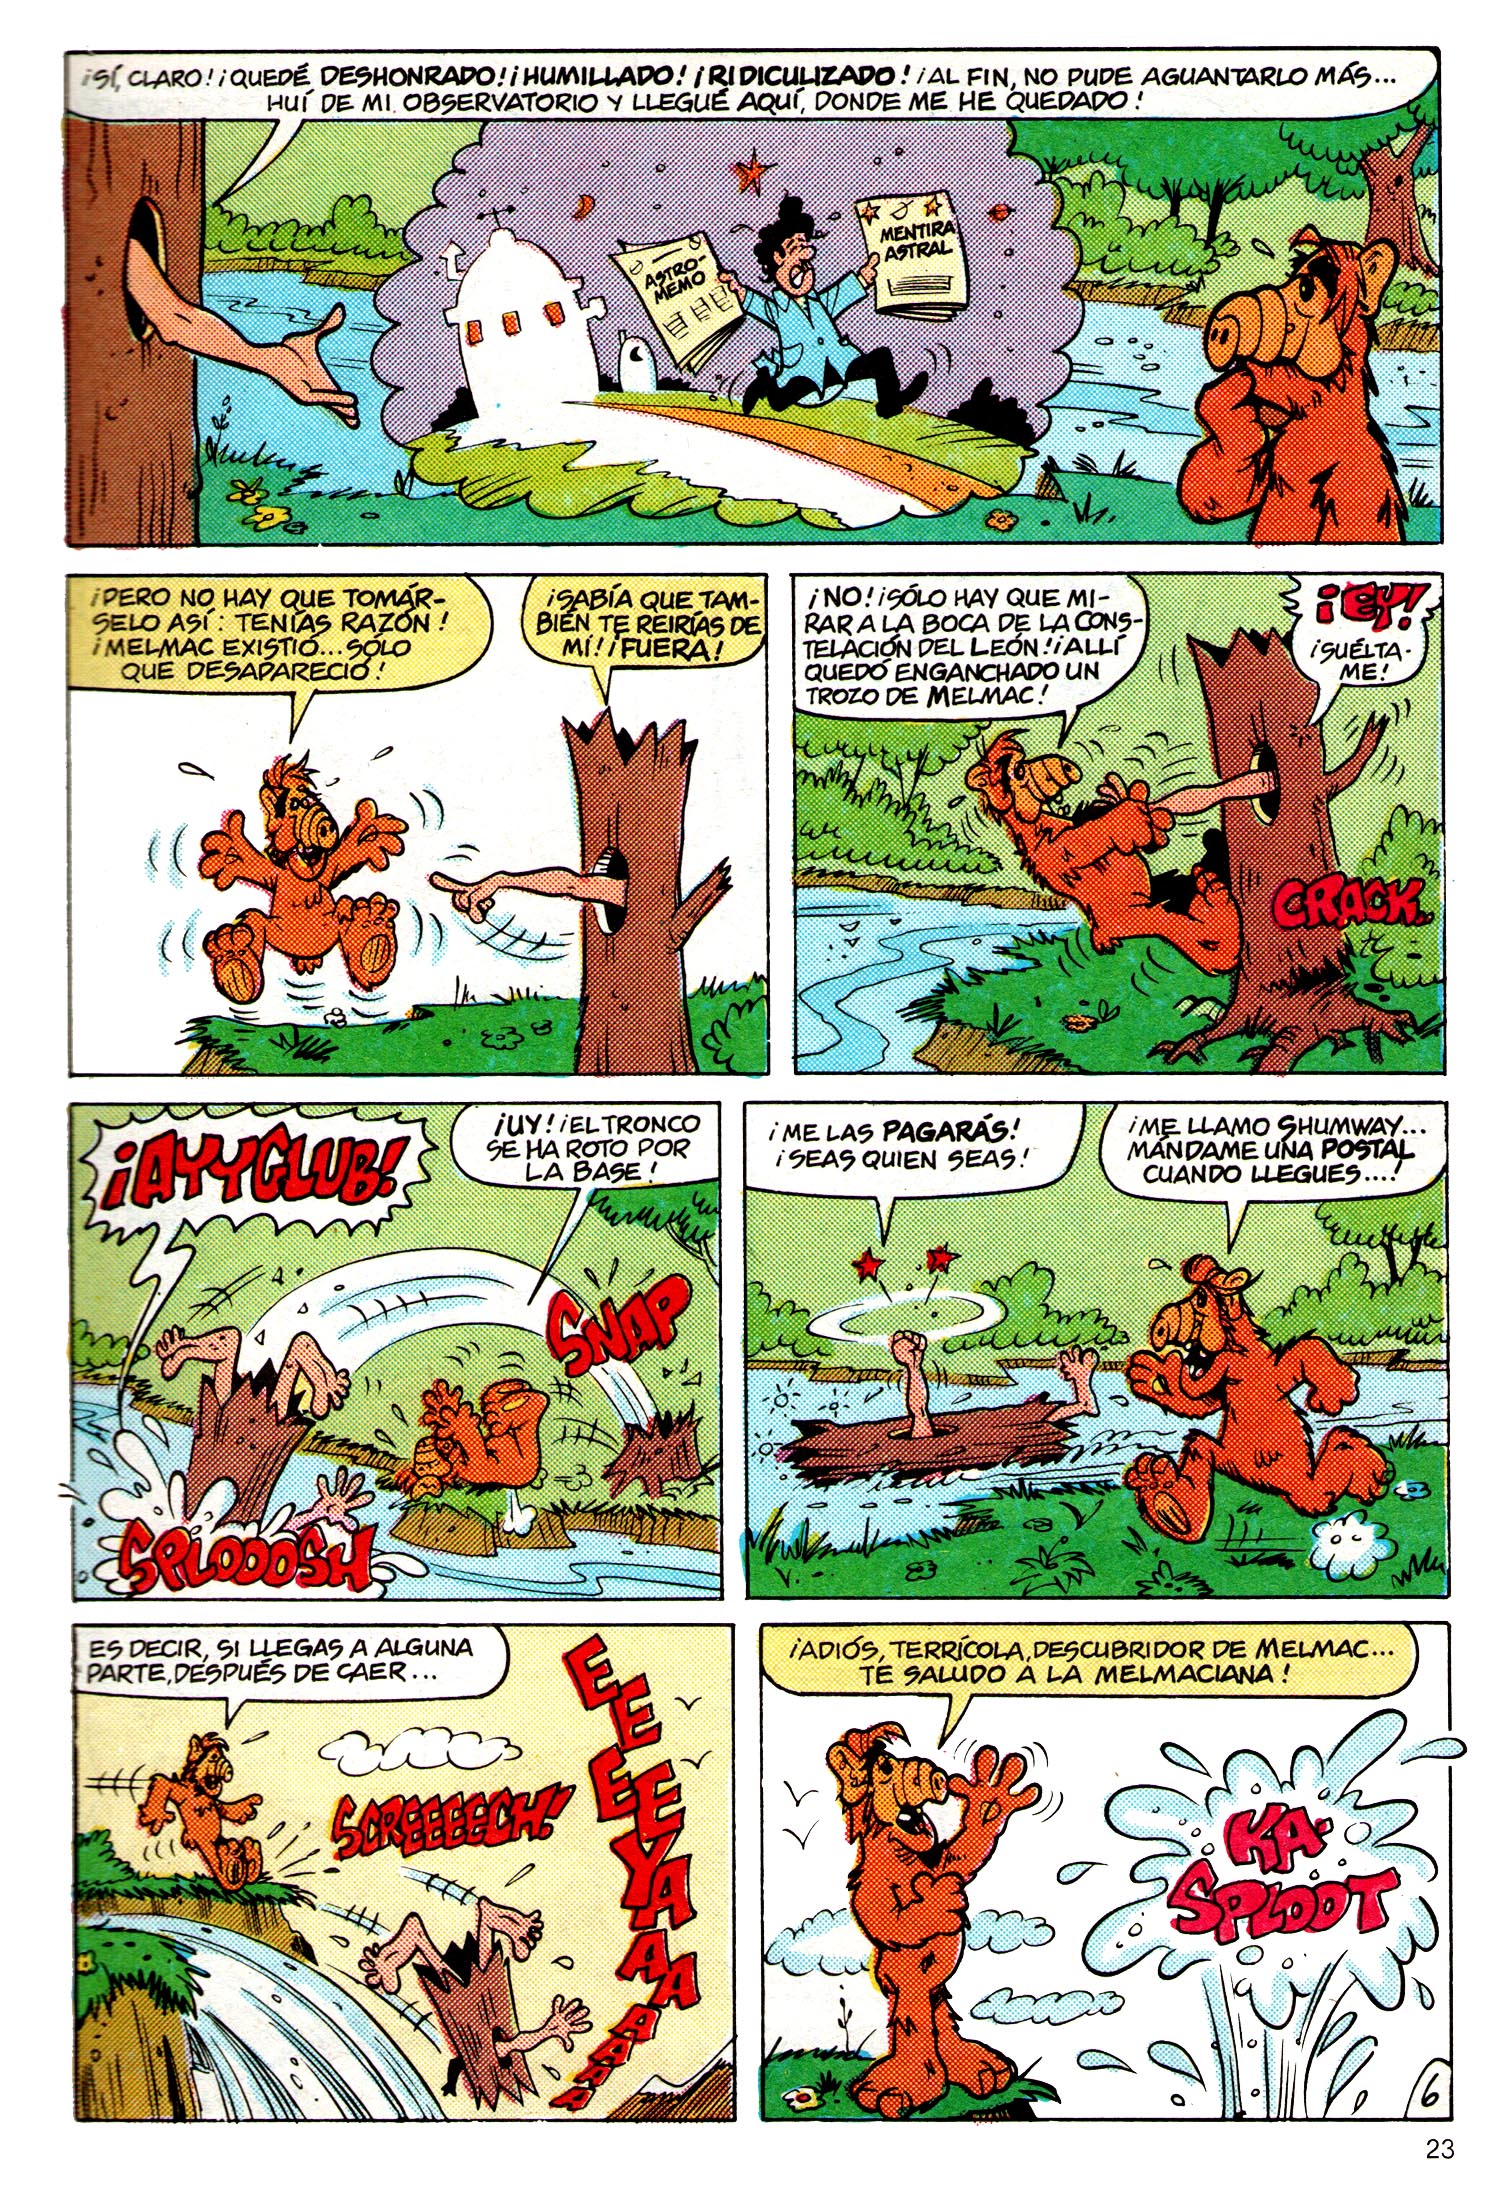 ¡SÍ, CLARO! ¡QUEDÉ DESHONRADO! ¡HUMILLADO! ¡RIDICULIZADO! ¡AL FIN, NO PUDE AGUANTARLO MÁS...
HUÍ DE MI OBSERVATORIO Y LLEGUÉ AQUÍ, DONDE ME HE QUEDADO!
ASTRO-
MEMO
MENTIRA
ASTRAL
¡PERO NO HAY QUE TOMÁR-
SELO ASÍ: TENÍAS RAZÓN!
¡MELMAC EXISTIÓ... SÓLO
QUE DESAPARECIÓ!
¡SABÍA QUE TAM-
BIÉN TE REIRÍAS DE
MÍ! ¡FUERA!
¡NO! ¡SÓLO HAY QUE MI-
RAR A LA BOCA DE LA CONS-
TELACIÓN DEL LEÓN! ¡ALLÍ
QUEDÓ ENGANCHADO UN
TROZO DE MELMAC!
¡EY!
¡SUÉLTA-
ME!
CRACK..
¡AYYGLUB!
¡UY! ¡EL TRONCO
SE HA ROTO POR
LA BASE!
SNAP
SPLOOOSH
¡ME LAS PAGARÁS!
¡SEAS QUIEN SEAS!
¡ME LLAMO SHUMWAY...
MÁNDAME UNA POSTAL
CUANDO LLEGUES....!
ES DECIR, SI LLEGAS A ALGUNA
PARTE, DESPUÉS DE CAER...
SCREEEECH!
EEEEEYAAAAAAA
¡ADIÓS, TERRÍCOLA, DESCUBRIDOR DE MELMAC...
TE SALUDO A LA MELMACIANA!
KA-
SPLOOT
6
23